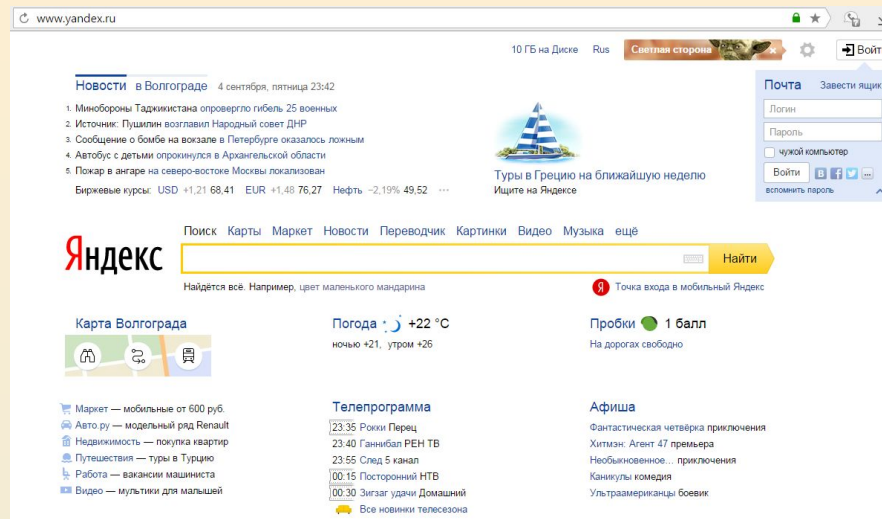 www.yandex.ru
10 ГБ на Диске Rus Светлая сторона Войт
Новости в Волгограде 4 сентября, пятница 23:42
1. Минобороны Таджикистана опровергло гибель 25 военных
2. Источник: Пушилин возглавил Народный совет ДНР
3. Сообщение о бомбе на вокзале в Петербурге оказалось ложным
4. Автобус с детьми опрокинулся в Архангельской области
5. Пожар в ангаре на северо-востоке Москвы локализован
Биржевые курсы: USD +1,21 68,41 EUR +1,48 76,27 Нефть −2,19% 49,52 ···
Туры в Грецию на ближайшую неделю
Ищите на Яндексе
Почта Завести ящик
Логин
Пароль
чужой компьютер
Войти
вспомнить пароль
Поиск Карты Маркет Новости Переводчик Картинки Видео Музыка ещё
Яндекс
Найти
Найдётся всё. Например, цвет маленького мандарина
Я Точка входа в мобильный Яндекс
Карта Волгограда
Погода +22 °C
ночью +21, утром +26
Пробки 1 балл
На дорогах свободно
Маркет — мобильные от 600 руб.
Авто.ру — модельный ряд Renault
Недвижимость — покупка квартир
Путешествия — туры в Турцию
Работа — вакансии машиниста
Видео — мультики для малышей
Телепрограмма
23:35 Рокки Перец
23:40 Ганнибал РЕН ТВ
23:55 След 5 канал
00:15 Посторонний НТВ
00:30 Зигзаг удачи Домашний
Все новинки телесезона
Афиша
Фантастическая четвёрка приключения
Хитмэн: Агент 47 премьера
Необыкновенное... приключения
Каникулы комедия
Ультраамериканцы боевик